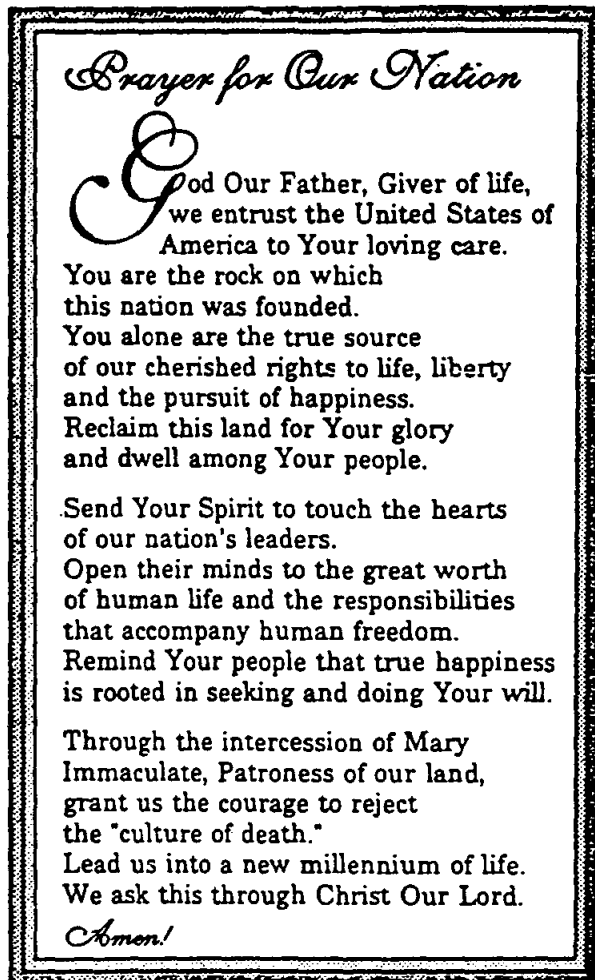 Prayer for Our Nation
God Our Father, Giver of life,
we entrust the United States of
America to Your loving care.
You are the rock on which
this nation was founded.
You alone are the true source
of our cherished rights to life, liberty
and the pursuit of happiness.
Reclaim this land for Your glory
and dwell among Your people.
Send Your Spirit to touch the hearts
of our nation's leaders.
Open their minds to the great worth
of human life and the responsibilities
that accompany human freedom.
Remind Your people that true happiness
is rooted in seeking and doing Your will.
Through the intercession of Mary
Immaculate, Patroness of our land,
grant us the courage to reject
the "culture of death."
Lead us into a new millennium of life.
We ask this through Christ Our Lord.
Amen!